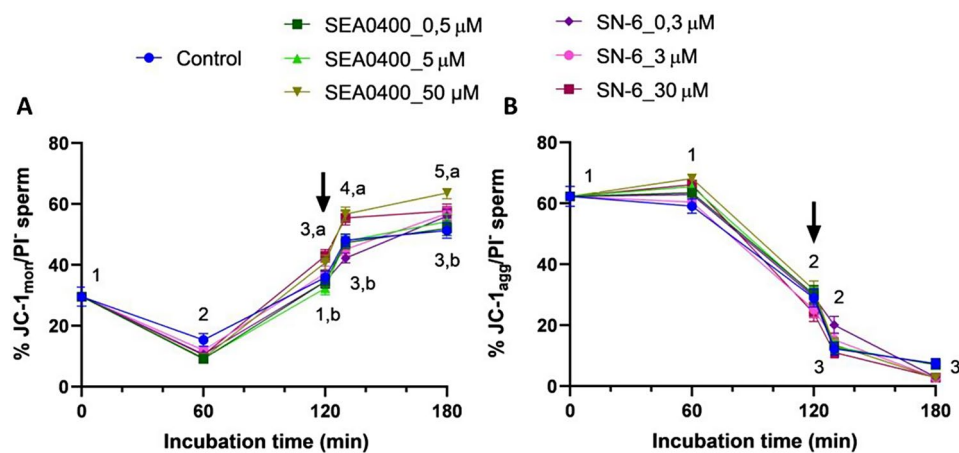 Control
SEA0400_0,5 μM
SEA0400_5 μM
SEA0400_50 μM
SN-6_0,3 μM
SN-6_3 μM
SN-6_30 μM
A
% JC-1mon/PI- sperm
80
60
40
20
0
1
2
3,a
4,a
5,a
3,b
3,b
1,b
0
60
120
180
Incubation time (min)
B
% JC-1agg/PI- sperm
80
60
40
20
0
1
1
2
2
3
3
0
60
120
180
Incubation time (min)